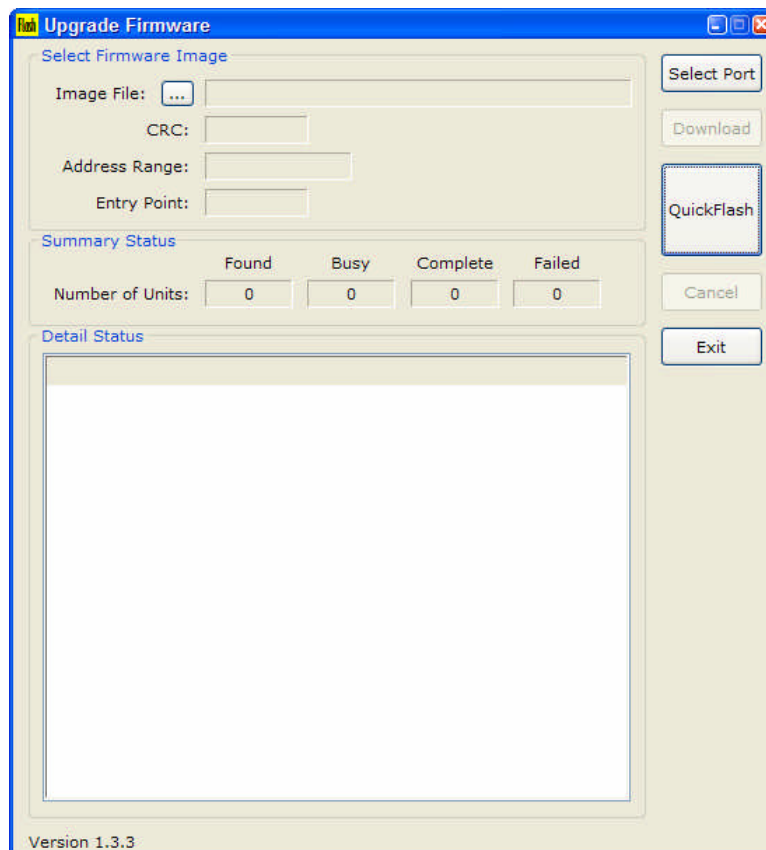 Flash Upgrade Firmware
Select Firmware Image
Image File: ...
CRC:
Address Range:
Entry Point:
Summary Status
Found Busy Complete Failed
Number of Units: 0 0 0 0
Detail Status
Select Port
Download
QuickFlash
Cancel
Exit
Version 1.3.3